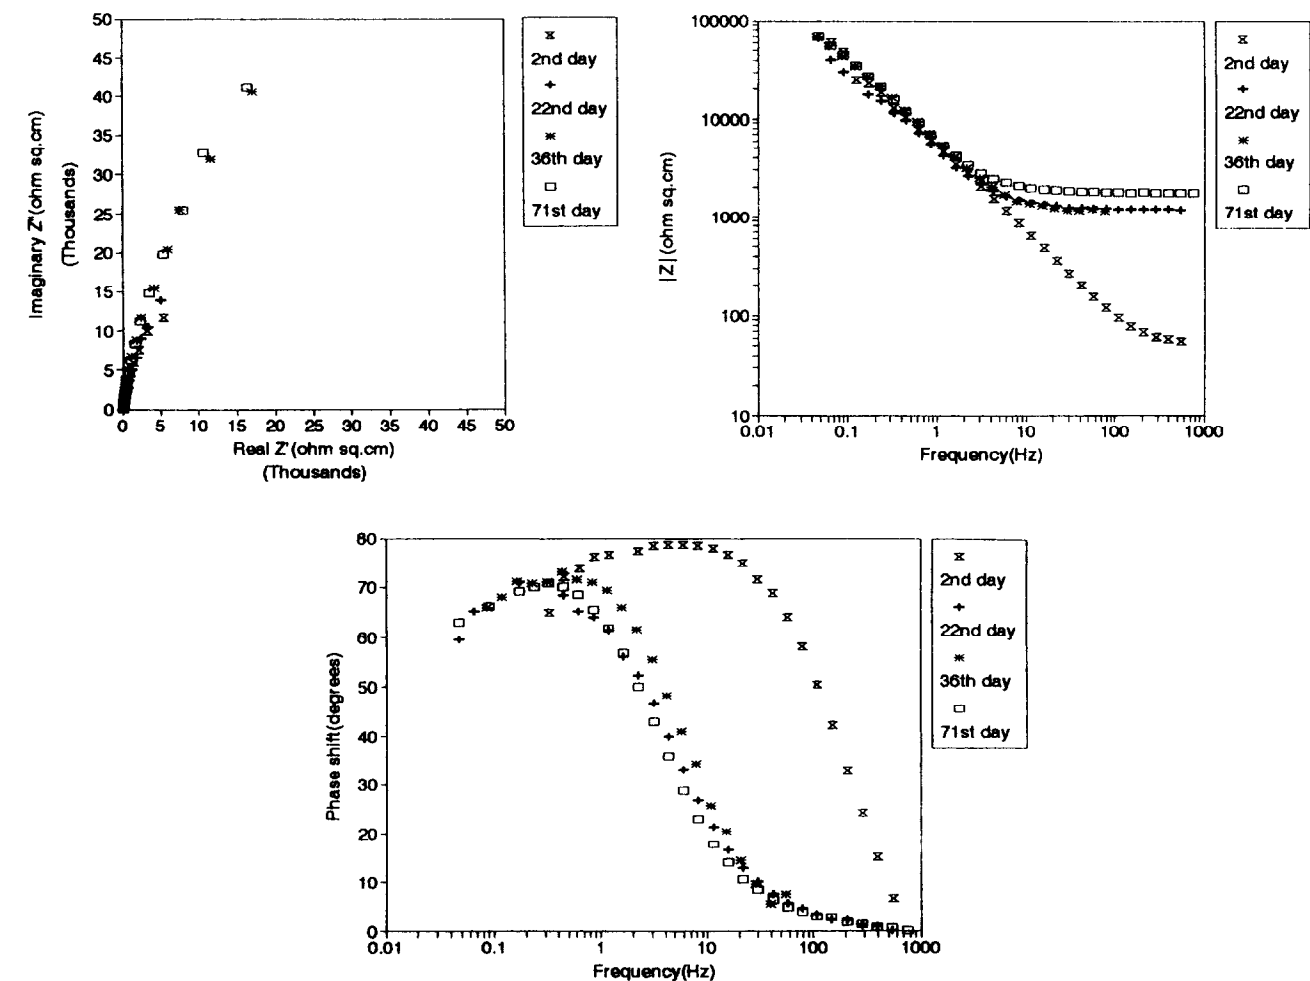 50
45
40
35
30
25
20
15
10
5
0
0 5 10 15 20 25 30 35 40 45 50
Imaginary Z"(ohm sq.cm)
(Thousands)
Real Z'(ohm sq.cm)
(Thousands)
2nd day
22nd day
36th day
71st day
100000
10000
1000
100
10
0.01 0.1 1 10 100 1000
|Z| (ohm sq.cm)
Frequency(Hz)
2nd day
22nd day
36th day
71st day
80
70
60
50
40
30
20
10
0
0.01 0.1 1 10 100 1000
Phase shift(degrees)
Frequency(Hz)
2nd day
22nd day
36th day
71st day